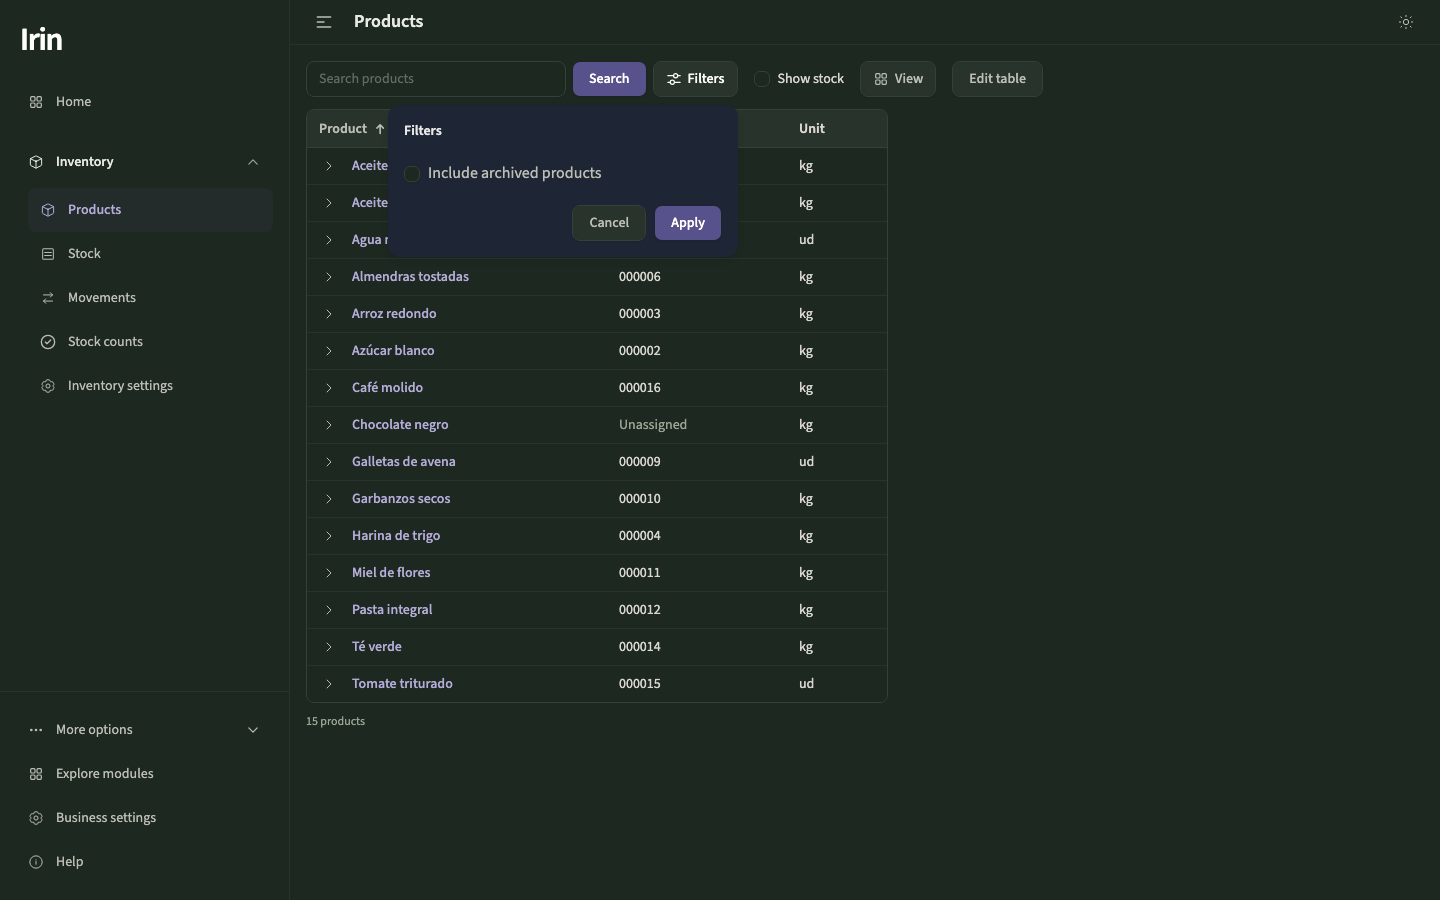 Irin
Products
Home
Inventory
Products
Stock
Movements
Stock counts
Inventory settings
More options
Explore modules
Business settings
Help
Search products
Search
Filters
Show stock
View
Edit table
Product
Unit
Filters
Include archived products
Cancel
Apply
Aceite kg
Aceite kg
Agua ud
Almendras tostadas 000006 kg
Arroz redondo 000003 kg
Azúcar blanco 000002 kg
Café molido 000016 kg
Chocolate negro Unassigned kg
Galletas de avena 000009 ud
Garbanzos secos 000010 kg
Harina de trigo 000004 kg
Miel de flores 000011 kg
Pasta integral 000012 kg
Té verde 000014 kg
Tomate triturado 000015 ud
15 products